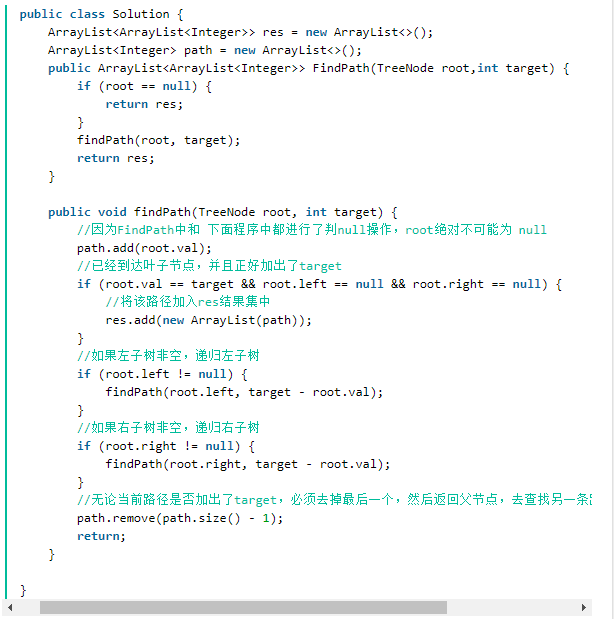 public class Solution {
    ArrayList<ArrayList<Integer>> res = new ArrayList<>();
    ArrayList<Integer> path = new ArrayList<>();
    public ArrayList<ArrayList<Integer>> FindPath(TreeNode root,int target) {
        if (root == null) {
            return res;
        }
        findPath(root, target);
        return res;
    }

    public void findPath(TreeNode root, int target) {
        //因为FindPath中和 下面程序中都进行了判null操作，root绝对不可能为 null
        path.add(root.val);
        //已经到达叶子节点，并且正好加出了target
        if (root.val == target && root.left == null && root.right == null) {
            //将该路径加入res结果集中
            res.add(new ArrayList(path));
        }
        //如果左子树非空，递归左子树
        if (root.left != null) {
            findPath(root.left, target - root.val);
        }
        //如果右子树非空，递归右子树
        if (root.right != null) {
            findPath(root.right, target - root.val);
        }
        //无论当前路径是否加出了target，必须去掉最后一个，然后返回父节点，去查找另一条
        path.remove(path.size() - 1);
        return;
    }

}